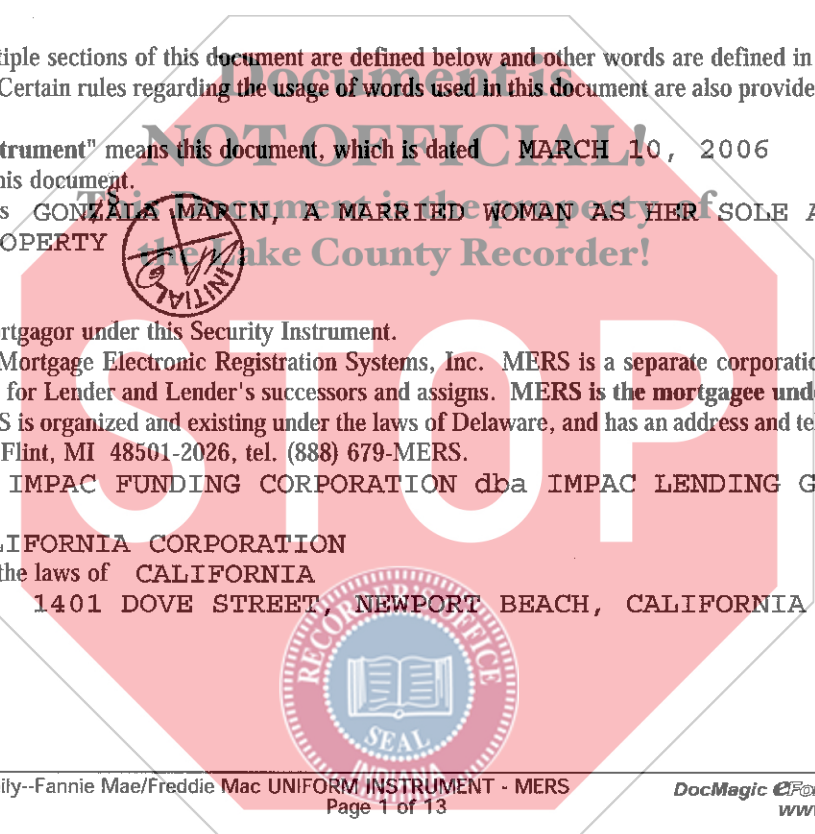 tiple sections of this document are defined below and other words are defined in
Document is
Certain rules regarding the usage of words used in this document are also provide
NOT OFFICIAL!
trument" means this document, which is dated MARCH 10, 2006
his document.
This Document is the property of
s GONZALA MARIN, A MARRIED WOMAN AS HER SOLE A
S
OPERTY
the Lake County Recorder!
INITIAL
rtgagor under this Security Instrument.
Mortgage Electronic Registration Systems, Inc. MERS is a separate corporatio
for Lender and Lender's successors and assigns. MERS is the mortgagee unde
S is organized and existing under the laws of Delaware, and has an address and tel
Flint, MI 48501-2026, tel. (888) 679-MERS.
STOP
IMPAC FUNDING CORPORATION dba IMPAC LENDING G
LIFORNIA CORPORATION
the laws of CALIFORNIA
1401 DOVE STREET, NEWPORT BEACH, CALIFORNIA
RECORDER'S OFFICE
SEAL
INDIANA
ily--Fannie Mae/Freddie Mac UNIFORM INSTRUMENT - MERS
Page 1 of 13
DocMagic eFo
www